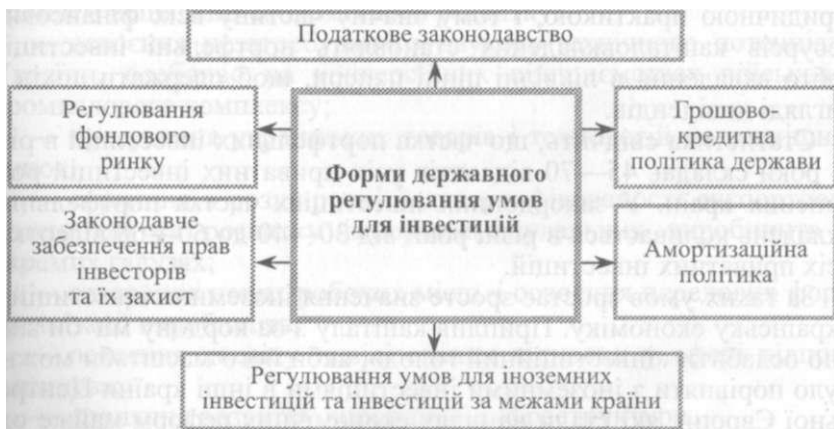 Податкове законодавство
Регулювання
фондового
ринку
Грошово-
кредитна
політика держави
Форми державного
регулювання умов
для інвестицій
Законодавче
забезпечення прав
інвесторів
та їх захист
Амортизаційна
політика
Регулювання умов для іноземних
інвестицій та інвестицій за межами країни